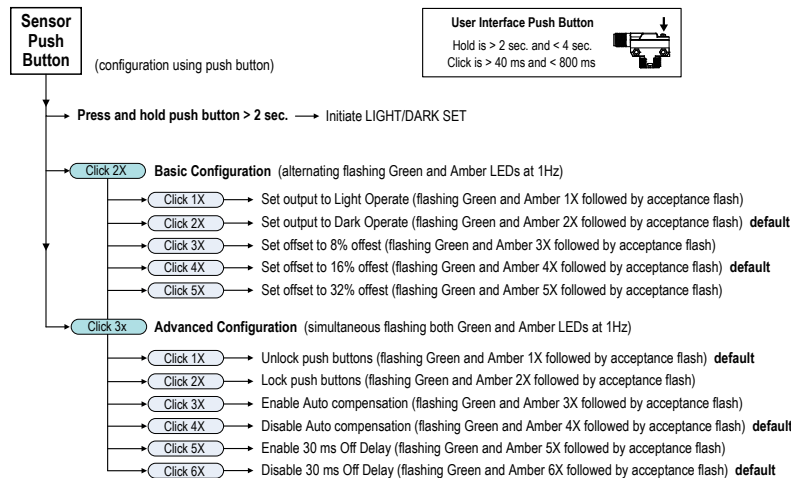 Sensor
Push
Button
(configuration using push button)
User Interface Push Button
Hold is > 2 sec. and < 4 sec.
Click is > 40 ms and < 800 ms
Press and hold push button > 2 sec. Initiate LIGHT/DARK SET
Click 2X Basic Configuration (alternating flashing Green and Amber LEDs at 1Hz)
Click 1X Set output to Light Operate (flashing Green and Amber 1X followed by acceptance flash)
Click 2X Set output to Dark Operate (flashing Green and Amber 2X followed by acceptance flash) default
Click 3X Set offset to 8% offest (flashing Green and Amber 3X followed by acceptance flash)
Click 4X Set offset to 16% offest (flashing Green and Amber 4X followed by acceptance flash) default
Click 5X Set offset to 32% offest (flashing Green and Amber 5X followed by acceptance flash)
Click 3x Advanced Configuration (simultaneous flashing both Green and Amber LEDs at 1Hz)
Click 1X Unlock push buttons (flashing Green and Amber 1X followed by acceptance flash) default
Click 2X Lock push buttons (flashing Green and Amber 2X followed by acceptance flash)
Click 3X Enable Auto compensation (flashing Green and Amber 3X followed by acceptance flash)
Click 4X Disable Auto compensation (flashing Green and Amber 4X followed by acceptance flash) default
Click 5X Enable 30 ms Off Delay (flashing Green and Amber 5X followed by acceptance flash)
Click 6X Disable 30 ms Off Delay (flashing Green and Amber 6X followed by acceptance flash) default